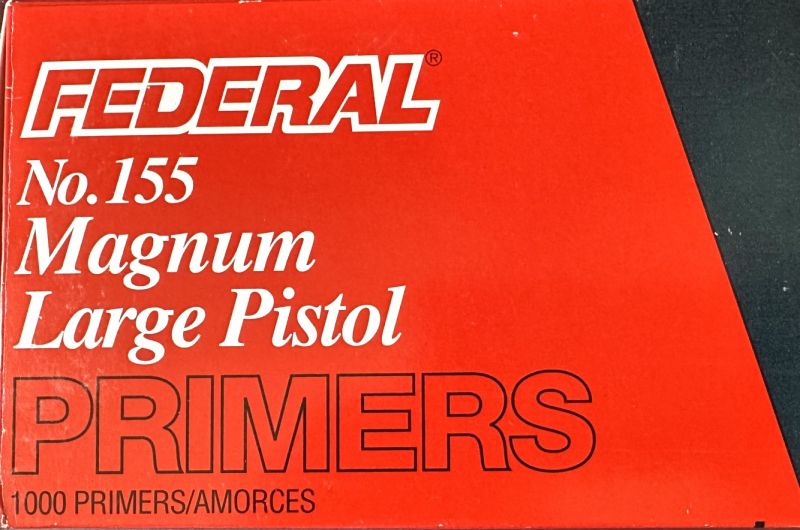 FEDERAL®
No. 155
Magnum
Large Pistol
PRIMERS
1000 PRIMERS/AMORCES